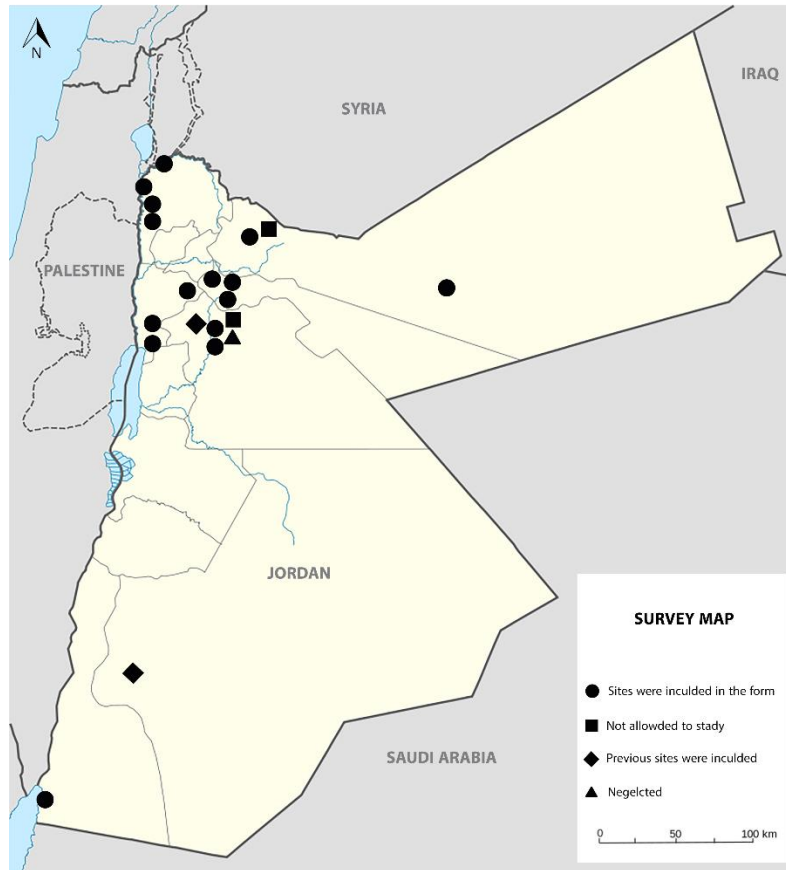 N
IRAQ
SYRIA
PALESTINE
JORDAN
SAUDI ARABIA
SURVEY MAP
Sites were inculded in the form
Not allowded to stady
Previous sites were inculded
Negelcted
0 50 100 km